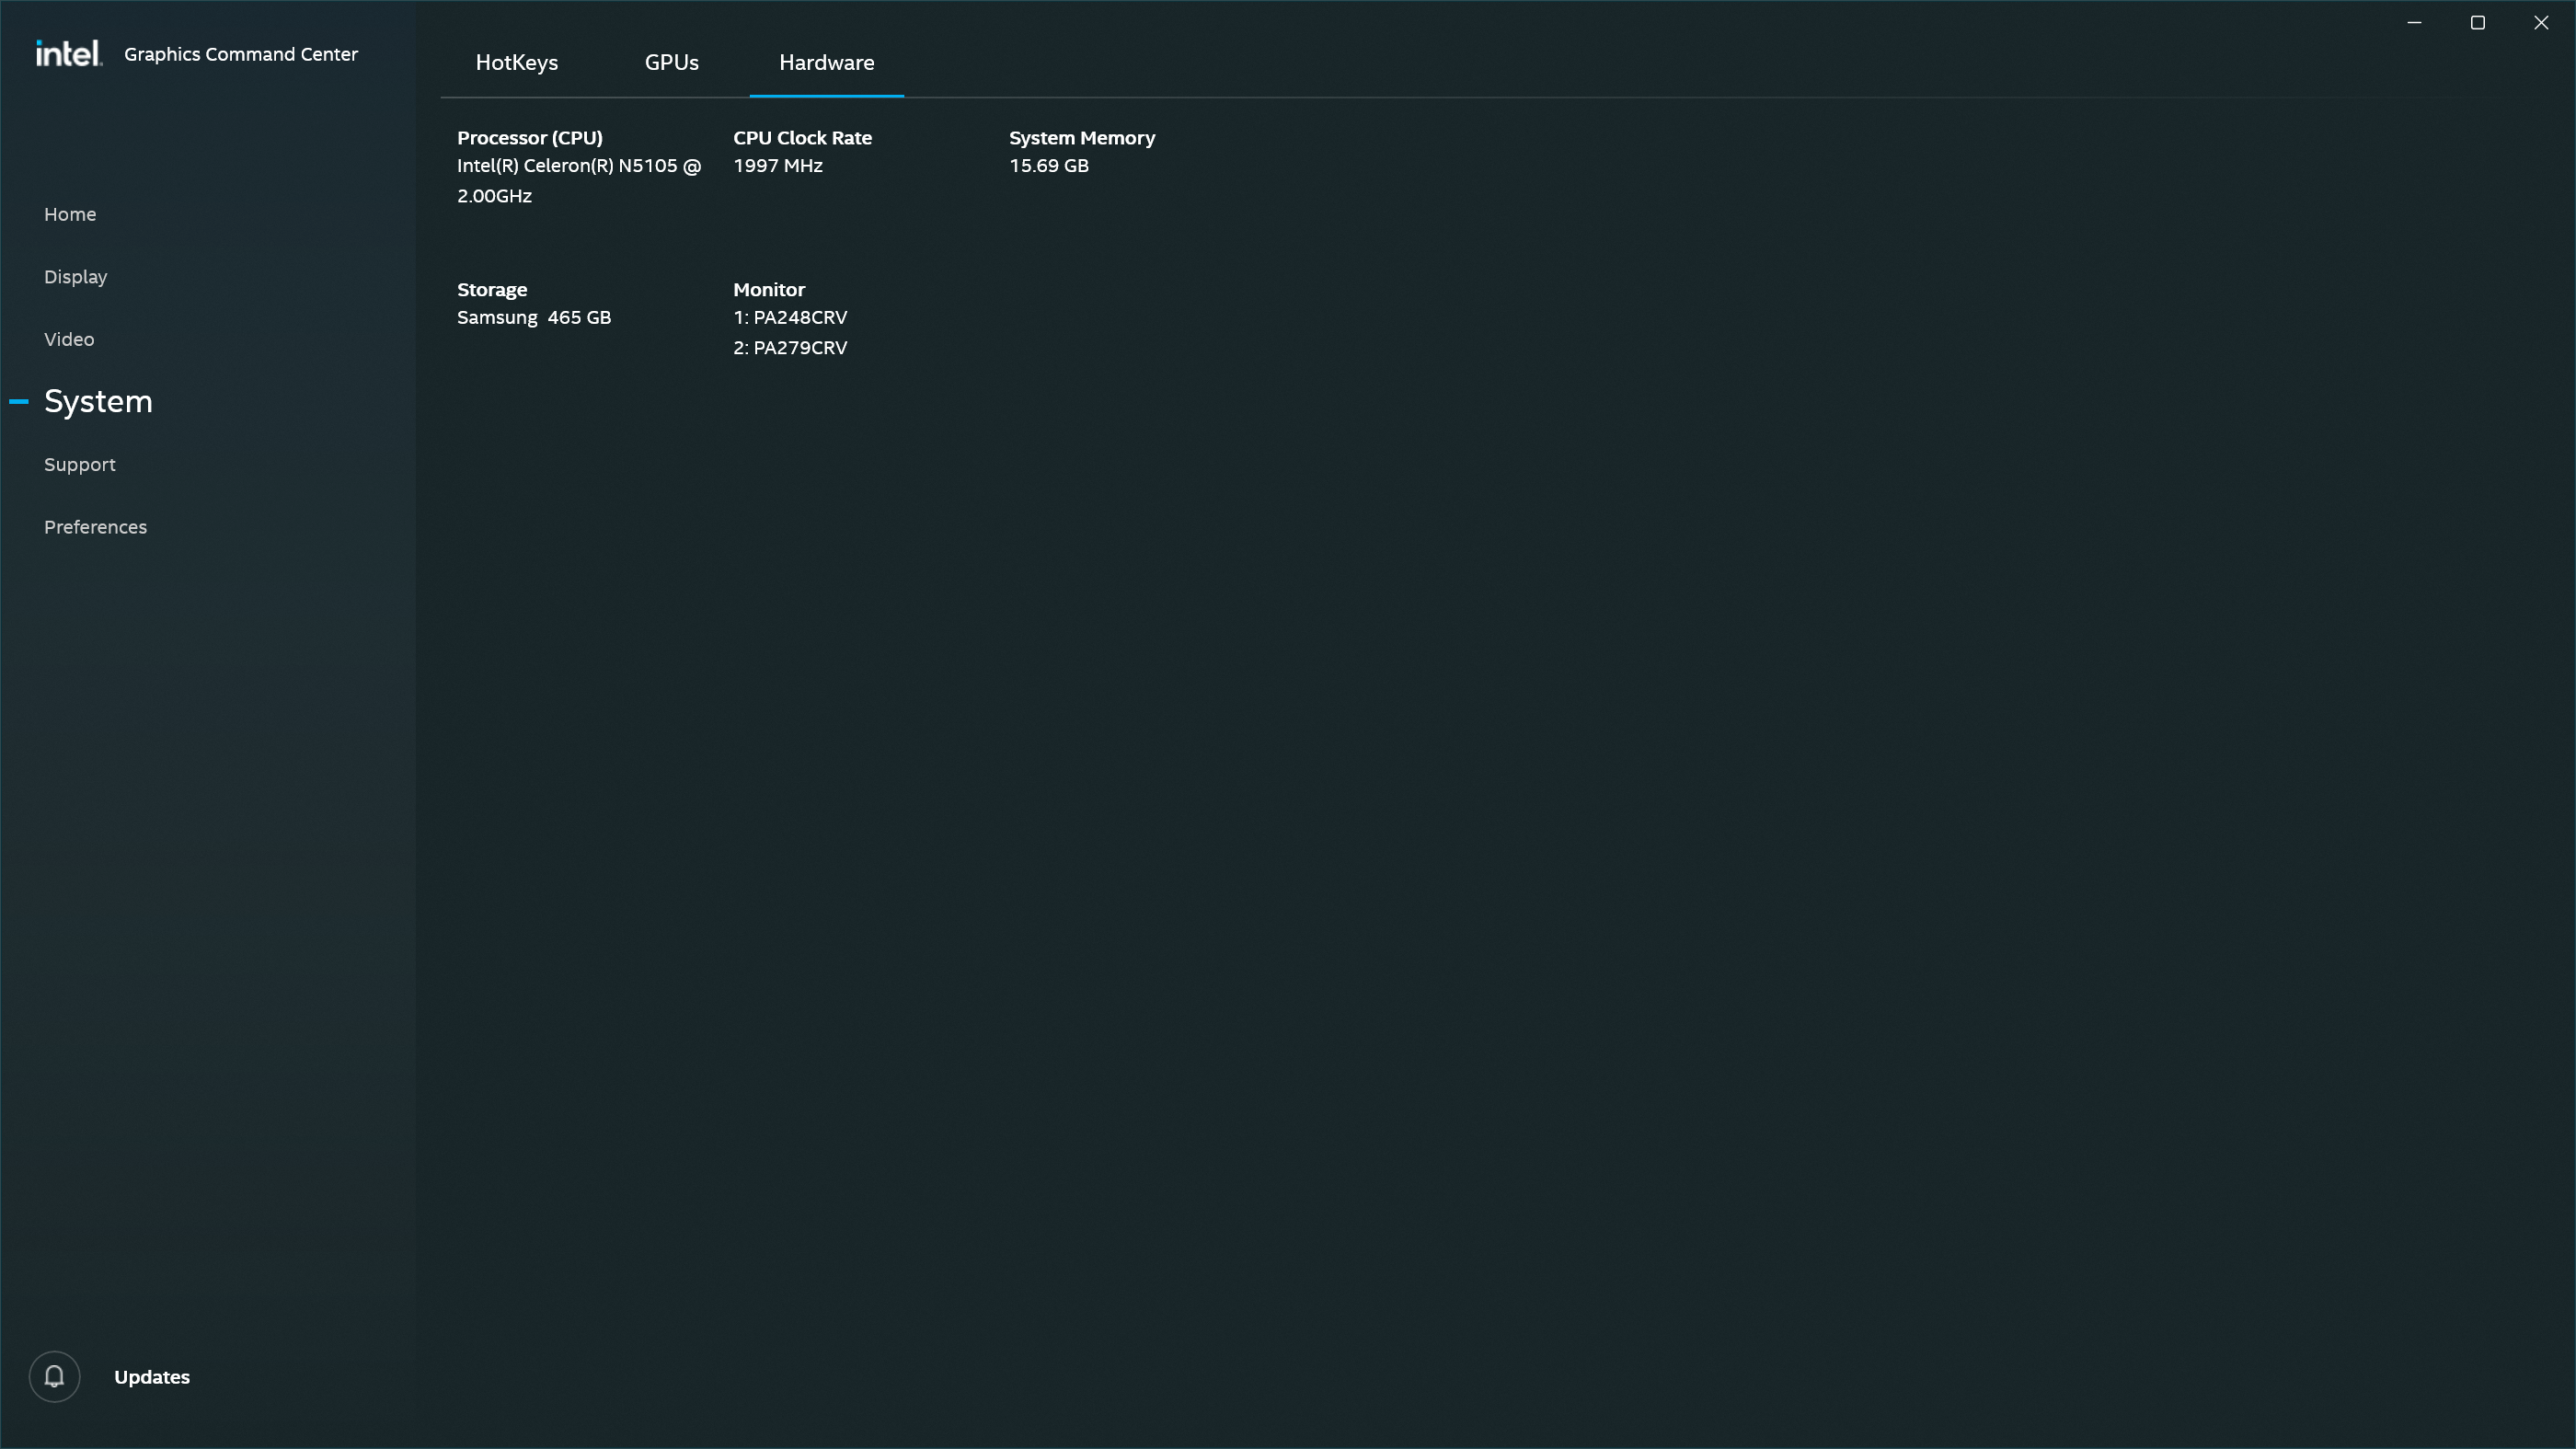 intel. Graphics Command Center
HotKeys
GPUs
Hardware
Home
Display
Video
System
Support
Preferences
Updates
Processor (CPU)
Intel(R) Celeron(R) N5105 @
2.00GHz
CPU Clock Rate
1997 MHz
System Memory
15.69 GB
Storage
Samsung  465 GB
Monitor
1: PA248CRV
2: PA279CRV